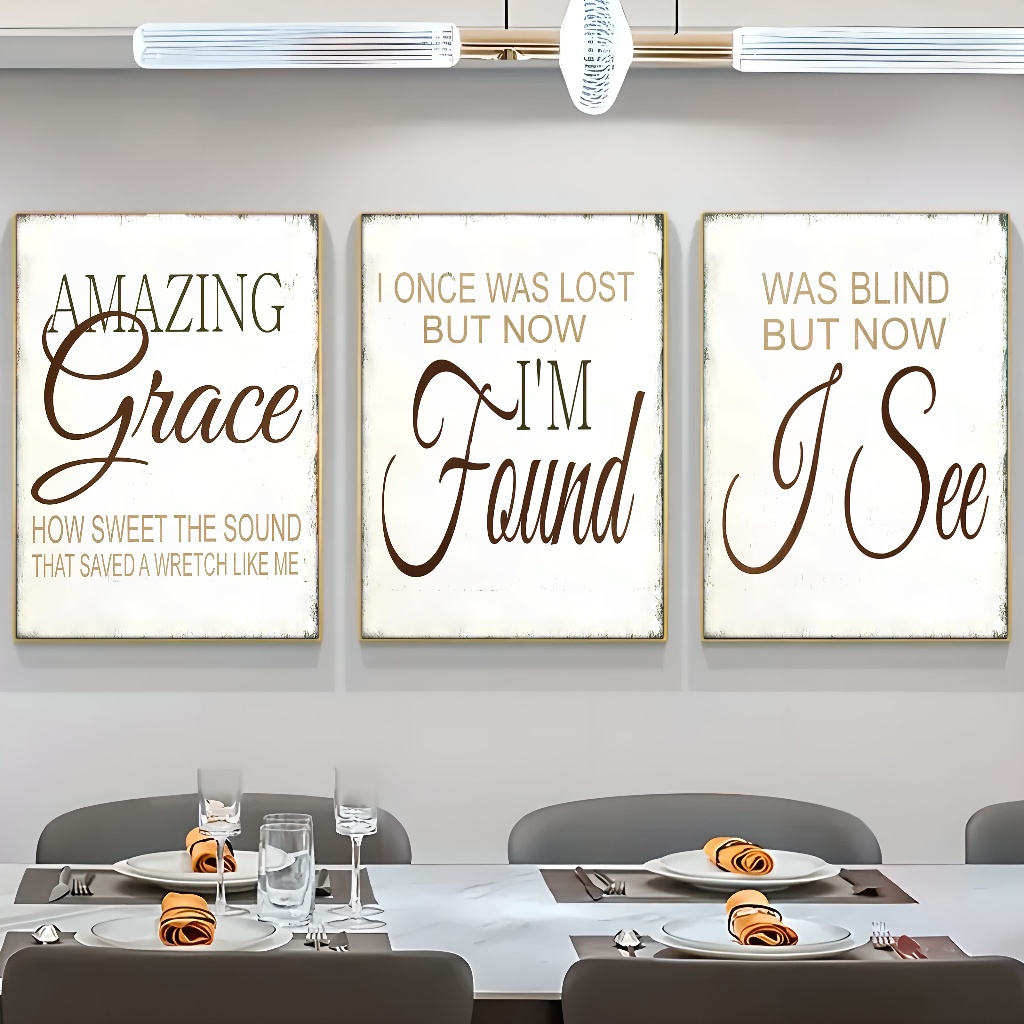 AMAZING
Grace
HOW SWEET THE SOUND
THAT SAVED A WRETCH LIKE ME
I ONCE WAS LOST
BUT NOW
I'M
Found
WAS BLIND
BUT NOW
I See